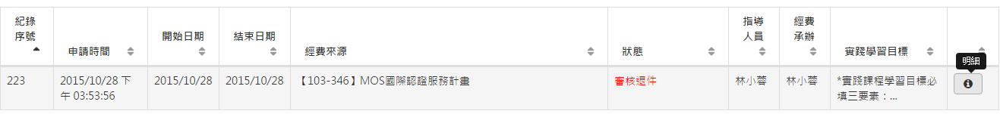 紀錄
序號
申請時間
開始日期
結束日期
經費來源
狀態
指導
人員
經費
承辦
實踐學習目標
明細
223
2015/10/28 下
午 03:53:56
2015/10/28
2015/10/28
【103-346】MOS國際認證服務計畫
審核退件
林小蓉
林小蓉
*實踐課程學習目標必
填三要素：...